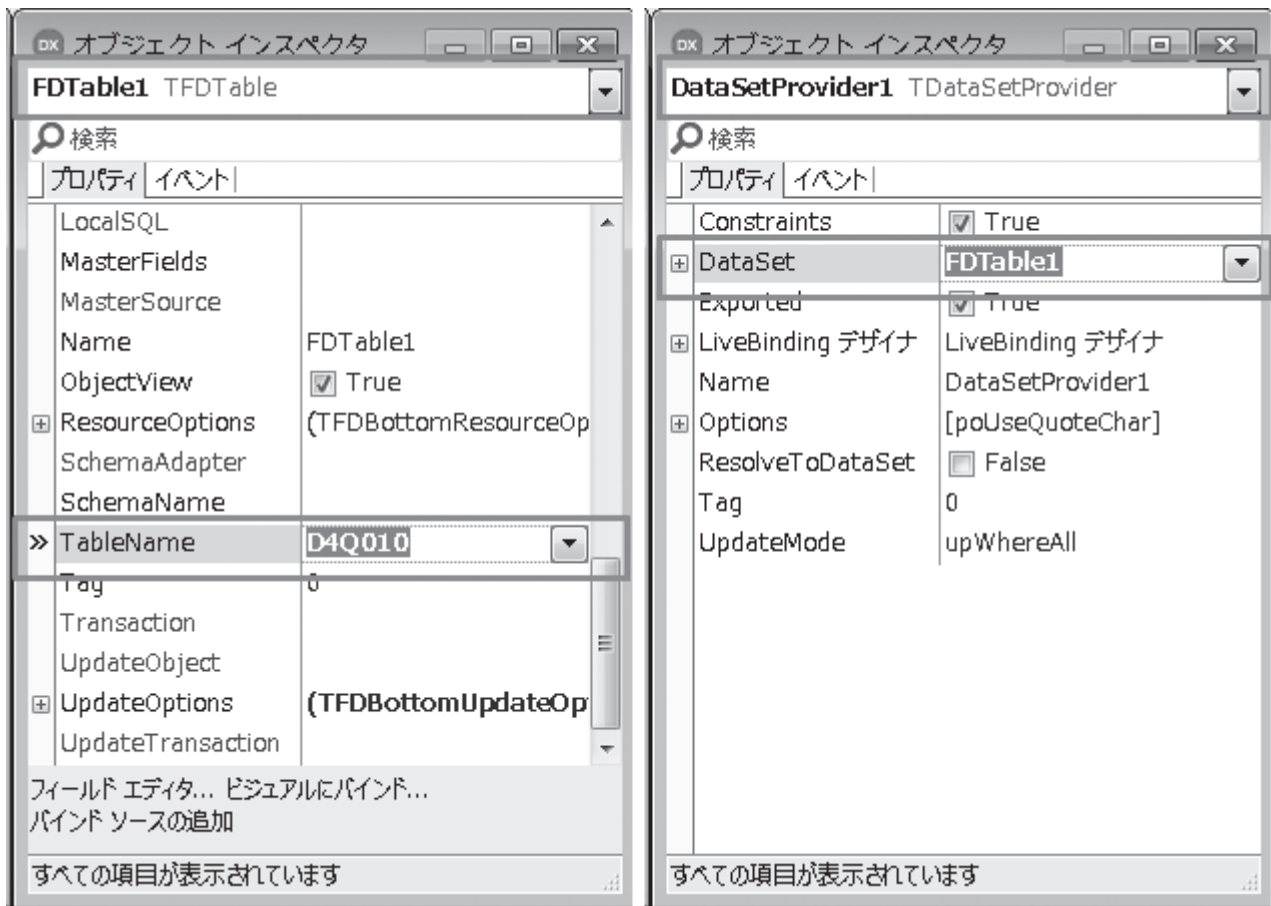 DX オブジェクト インスペクタ
FDTable1 TFDTable
検索
プロパティ イベント
LocalSQL
MasterFields
MasterSource
Name FDTable1
ObjectView True
ResourceOptions (TFDBottomResourceOp
SchemaAdapter
SchemaName
TableName D4Q010
Tag 0
Transaction
UpdateObject
UpdateOptions (TFDBottomUpdateOp
UpdateTransaction
フィールド エディタ... ビジュアルにバインド...
バインド ソースの追加
すべての項目が表示されています
DX オブジェクト インスペクタ
DataSetProvider1 TDataSetProvider
検索
プロパティ イベント
Constraints True
DataSet FDTable1
Exported True
LiveBinding デザイナ LiveBinding デザイナ
Name DataSetProvider1
Options [poUseQuoteChar]
ResolveToDataSet False
Tag 0
UpdateMode upWhereAll
すべての項目が表示されています